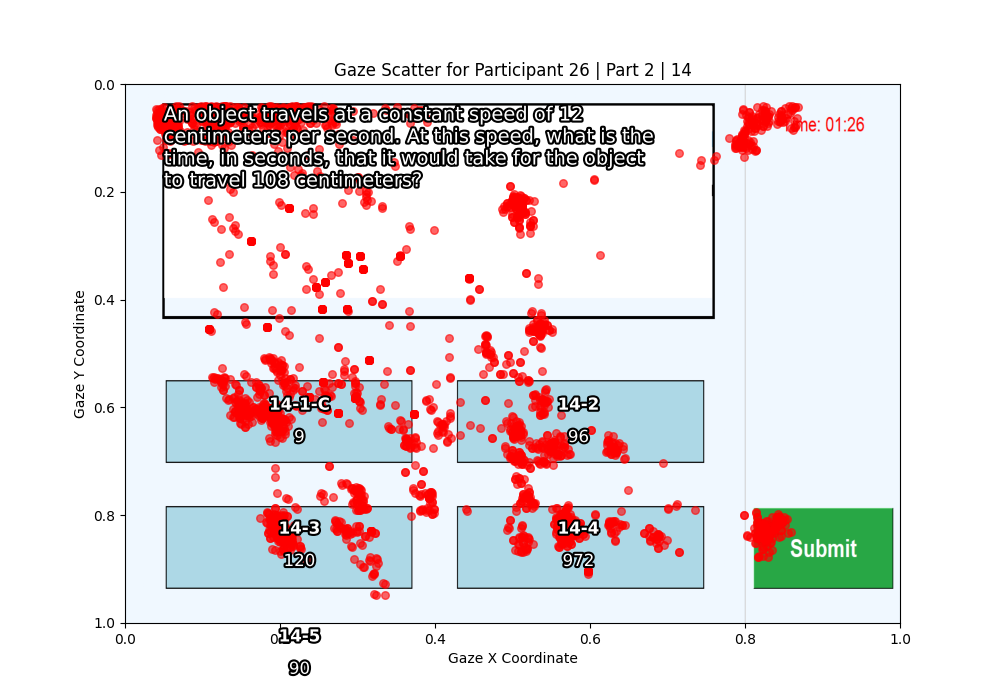 Gaze Scatter for Participant 26 | Part 2 | 14
An object travels at a constant speed of 12
centimeters per second. At this speed, what is the
time, in seconds, that it would take for the object
to travel 108 centimeters?
me: 01:26
14-1-C
9
14-2
96
14-3
120
14-4
972
Submit
14-5
90
0.0
0.2
0.4
0.6
0.8
1.0
Gaze Y Coordinate
0.0
0.4
0.6
0.8
1.0
Gaze X Coordinate